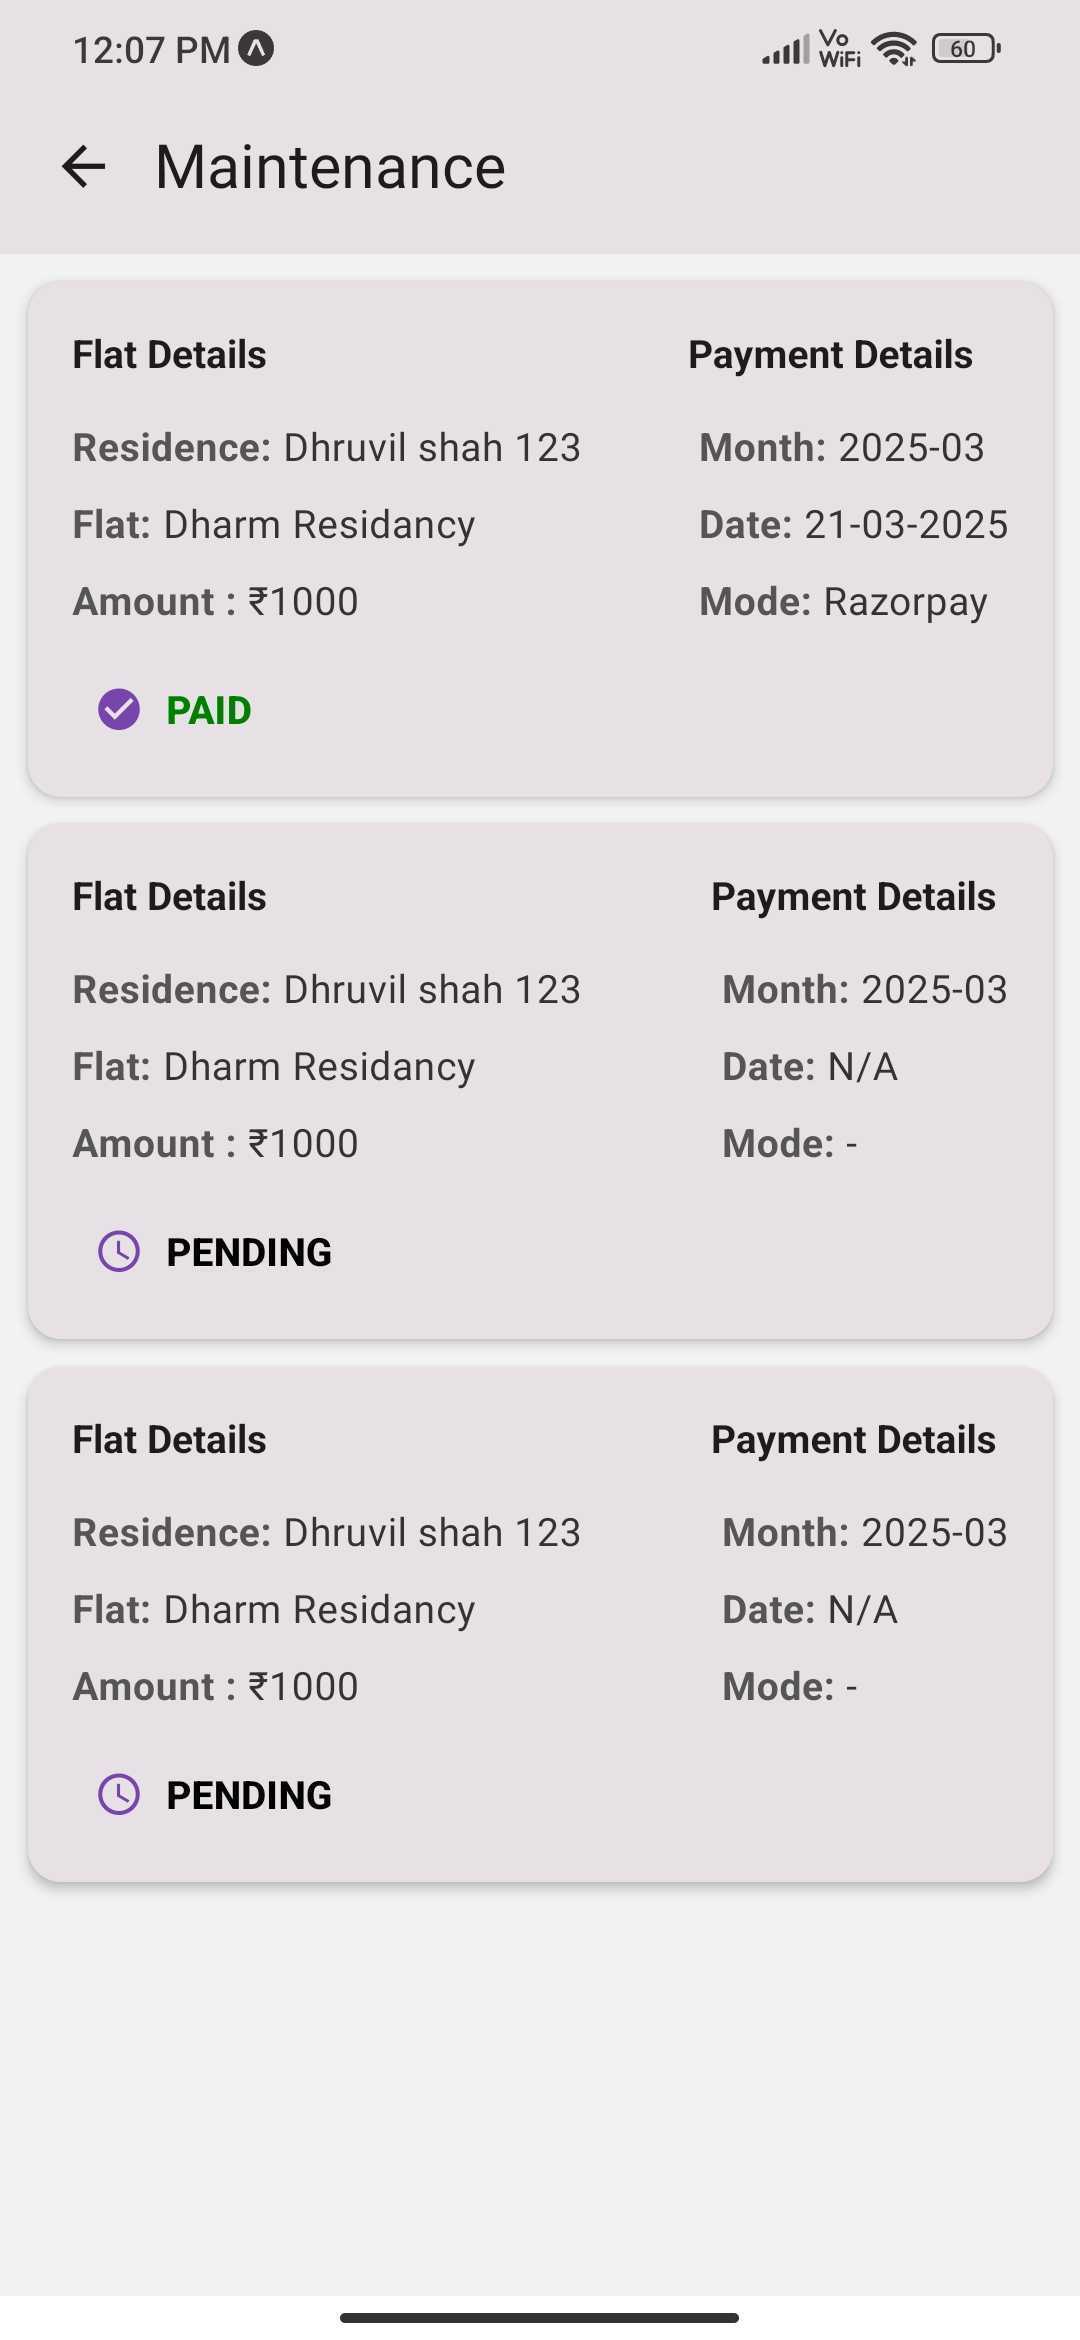 12:07 PM
Vo WiFi
60
Maintenance
Flat Details
Payment Details
Residence: Dhruvil shah 123
Month: 2025-03
Flat: Dharm Residancy
Date: 21-03-2025
Amount : ₹1000
Mode: Razorpay
PAID
Flat Details
Payment Details
Residence: Dhruvil shah 123
Month: 2025-03
Flat: Dharm Residancy
Date: N/A
Amount : ₹1000
Mode: -
PENDING
Flat Details
Payment Details
Residence: Dhruvil shah 123
Month: 2025-03
Flat: Dharm Residancy
Date: N/A
Amount : ₹1000
Mode: -
PENDING